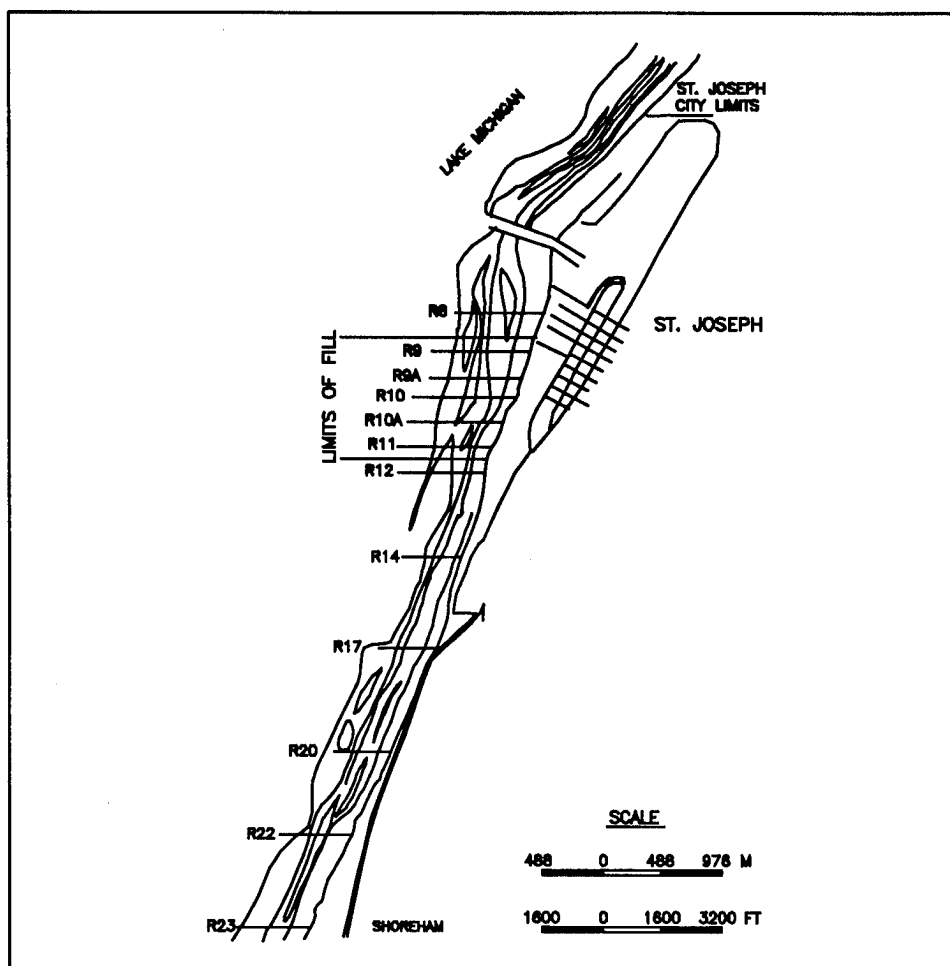 ST. JOSEPH
CITY LIMITS
LAKE MICHIGAN
R8
ST. JOSEPH
LIMITS OF FILL
R9
R9A
R10
R10A
R11
R12
R14
R17
R20
R22
R23
SHOREHAM
SCALE
488 0 488 976 M
1600 0 1600 3200 FT